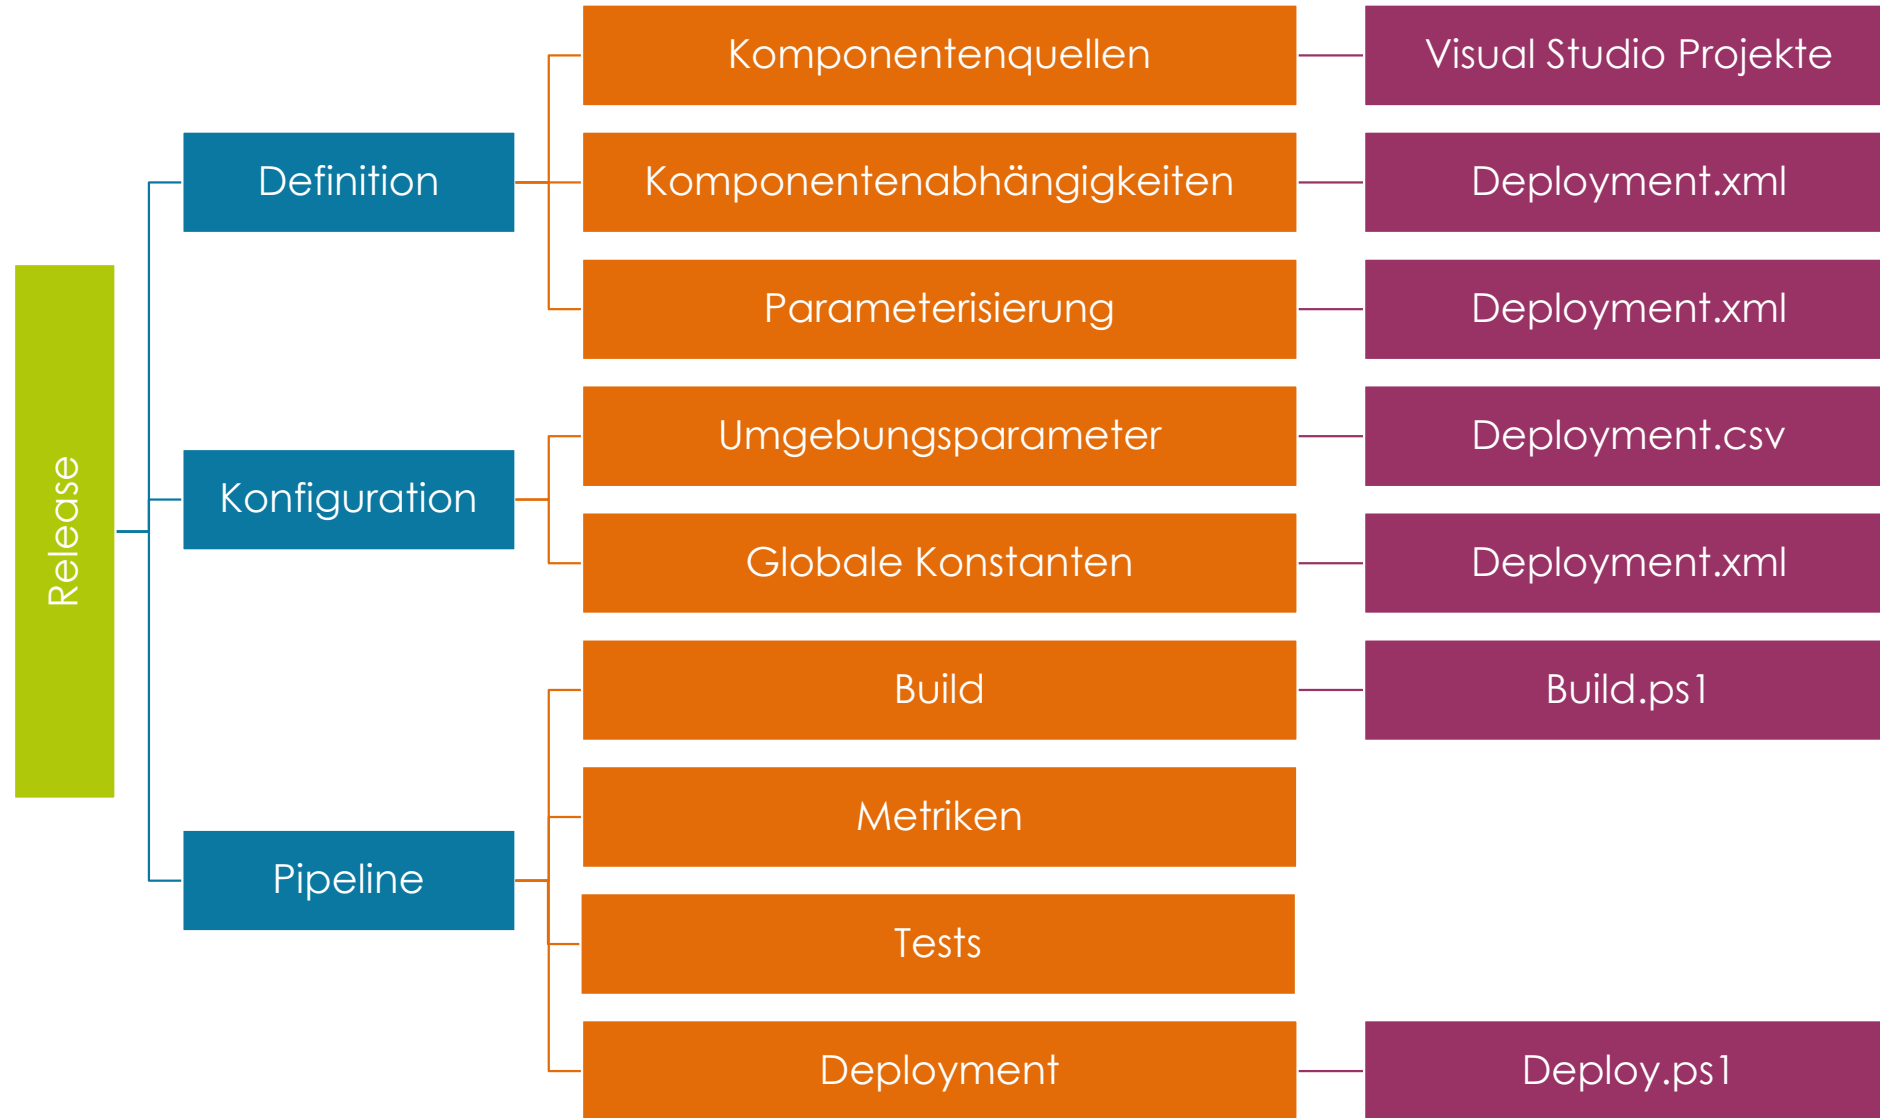 Release
Definition
Komponentenquellen
Visual Studio Projekte
Komponentenabhängigkeiten
Deployment.xml
Parameterisierung
Deployment.xml
Konfiguration
Umgebungsparameter
Deployment.csv
Globale Konstanten
Deployment.xml
Pipeline
Build
Build.ps1
Metriken
Tests
Deployment
Deploy.ps1